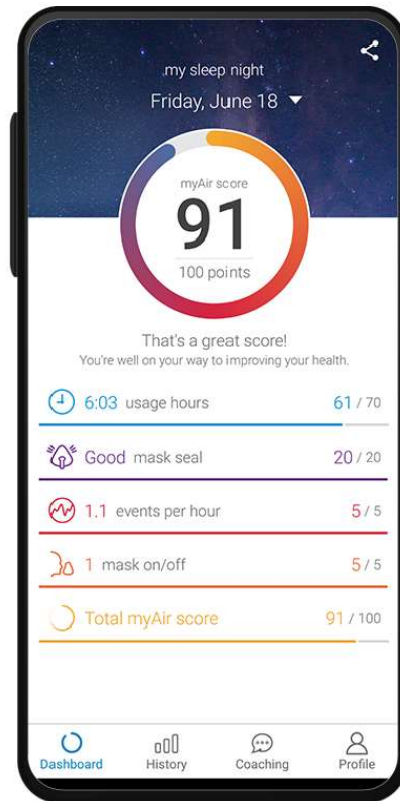 my sleep night
Friday, June 18
myAir score
91
100 points
That's a great score!
You're well on your way to improving your health.
6:03 usage hours 61 / 70
Good mask seal 20 / 20
1.1 events per hour 5 / 5
1 mask on/off 5 / 5
Total myAir score 91 / 100
Dashboard History Coaching Profile